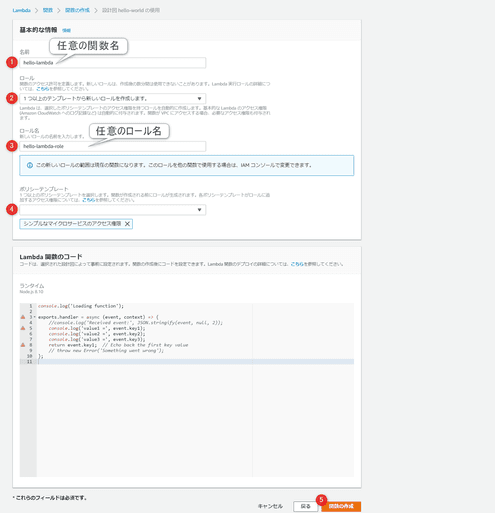 Lambda > 関数 > 関数の作成 > 設計図 hello-world の使用
基本的な情報 情報
任意の関数名
名前
1
hello-lambda
ロール
関数のアクセス許可を定義します。新しいロールは、作成後の数分間は使用できないことがあります。Lambda 実行ロールの詳細につ
いては、こちらを参照してください。
2
1 つ以上のテンプレートから新しいロールを作成します。
Lambda は、選択したポリシーテンプレートのアクセス権限を持つロールを自動的に作成します。基本的な Lambda のアクセス権限
(Amazon CloudWatch へのログ記録など) は自動的に付与されます。関数が VPC にアクセスする場合、必要なアクセス権限も付与さ
れます。
ロール名
任意のロール名
新しいロールの名前を入力します。
3
hello-lambda-role
この新しいロールの範囲は現在の関数になります。このロールを他の関数で使用する場合は、IAM コンソールで変更できます。
ポリシーテンプレート
1 つ以上のポリシーテンプレートを選択します。関数が作成される前にロールが生成されます。各ポリシーテンプレートがロールに追
加するアクセス権限については、こちらを参照してください。
4
シンプルなマイクロサービスのアクセス権限 ×
Lambda 関数のコード
コードは、選択された設計図によって事前に設定されます。関数の作成後にコードを設定できます。Lambda 関数のデプロイの詳細については、こちらを参照してください。
ランタイム
Node.js 8.10
1 console.log('Loading function');
2
3 exports.handler = async (event, context) => {
4 //console.log('Received event:', JSON.stringify(event, null, 2));
5 console.log('value1 =', event.key1);
6 console.log('value2 =', event.key2);
7 console.log('value3 =', event.key3);
8 return event.key1; // Echo back the first key value
9 // throw new Error('Something went wrong');
10 };
11
* これらのフィールドは必須です。
5
キャンセル 戻る 関数の作成